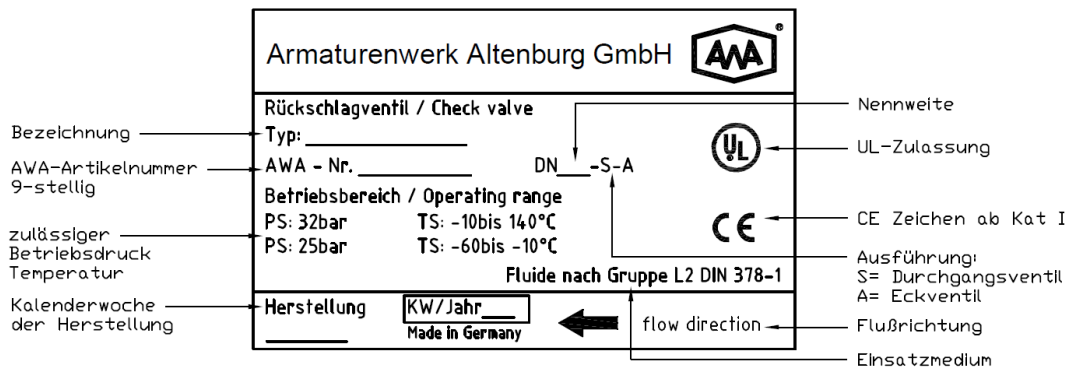 Armaturenwerk Altenburg GmbH AWA ®
Rückschlagventil / Check valve
Typ:
AWA - Nr. DN___-S-A
Betriebsbereich / Operating range
PS: 32bar TS: -10bis 140°C
PS: 25bar TS: -60bis -10°C
Fluide nach Gruppe L2 DIN 378-1
UL
CE
Herstellung KW/Jahr___
Made in Germany
flow direction
Bezeichnung
AWA-Artikelnummer
9-stellig
zulässiger
Betriebsdruck
Temperatur
Kalenderwoche
der Herstellung
Nennweite
UL-Zulassung
CE Zeichen ab Kat I
Ausführung:
S= Durchgangsventil
A= Eckventil
Flußrichtung
Einsatzmedium